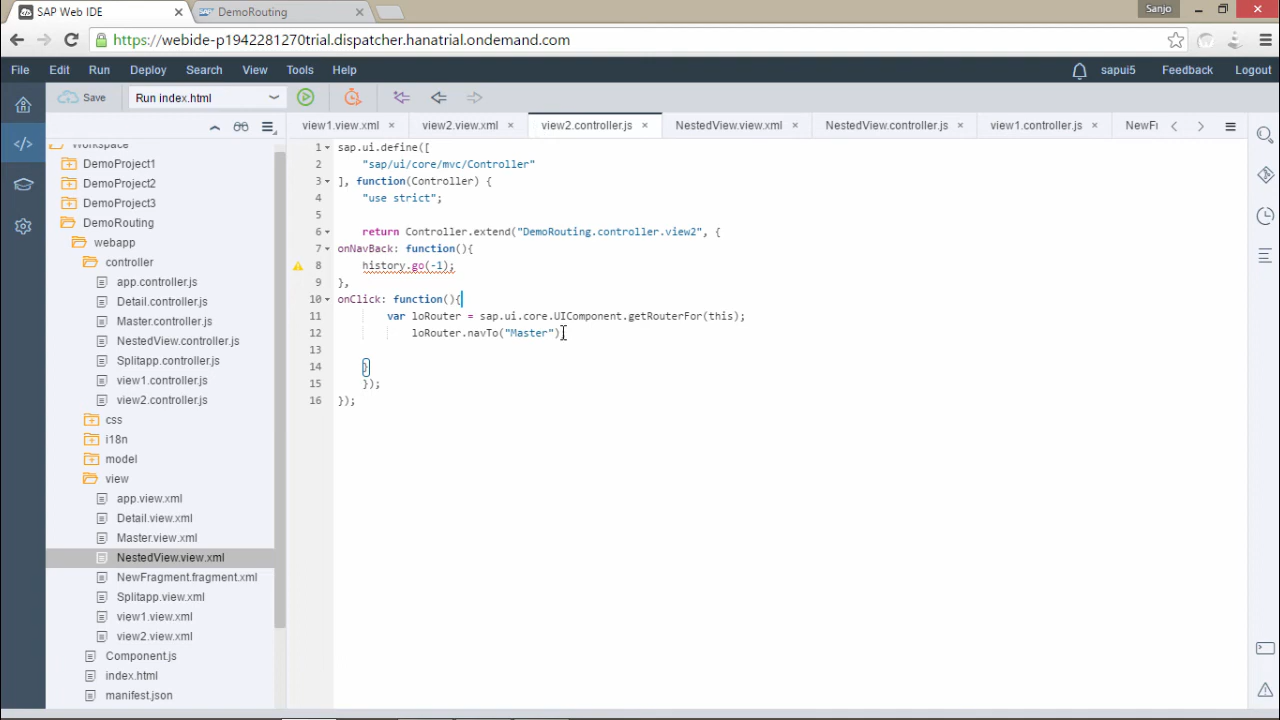 SAP Web IDE
DemoRouting
Sanjo
https://webide-p1942281270trial.dispatcher.hanatrial.ondemand.com
File Edit Run Deploy Search View Tools Help
sapui5 Feedback Logout
Save Run index.html
view1.view.xml view2.view.xml view2.controller.js NestedView.view.xml NestedView.controller.js view1.controller.js NewFr
Workspace
DemoProject1
DemoProject2
DemoProject3
DemoRouting
webapp
controller
app.controller.js
Detail.controller.js
Master.controller.js
NestedView.controller.js
Splitapp.controller.js
view1.controller.js
view2.controller.js
css
i18n
model
view
app.view.xml
Detail.view.xml
Master.view.xml
NestedView.view.xml
NewFragment.fragment.xml
Splitapp.view.xml
view1.view.xml
view2.view.xml
Component.js
index.html
manifest.json
1 sap.ui.define([
2 "sap/ui/core/mvc/Controller"
3 ], function(Controller) {
4 "use strict";
5
6 return Controller.extend("DemoRouting.controller.view2", {
7 onNavBack: function(){
8 history.go(-1);
9 },
10 onClick: function(){
11 var loRouter = sap.ui.core.UIComponent.getRouterFor(this);
12 loRouter.navTo("Master")
13
14 }
15 });
16 });